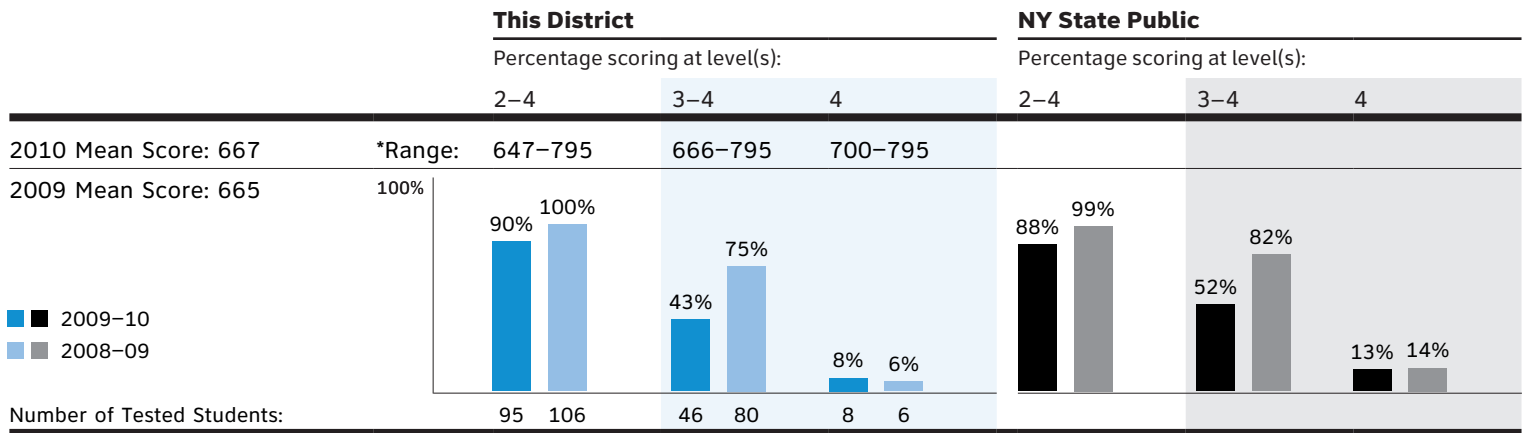 This District NY State Public
Percentage scoring at level(s): Percentage scoring at level(s):
2–4 3–4 4 2–4 3–4 4
2010 Mean Score: 667 *Range: 647–795 666–795 700–795
2009 Mean Score: 665 100%
90% 100% 43% 75% 8% 6% 88% 99% 52% 82% 13% 14%
2009–10
2008–09
Number of Tested Students: 95 106 46 80 8 6